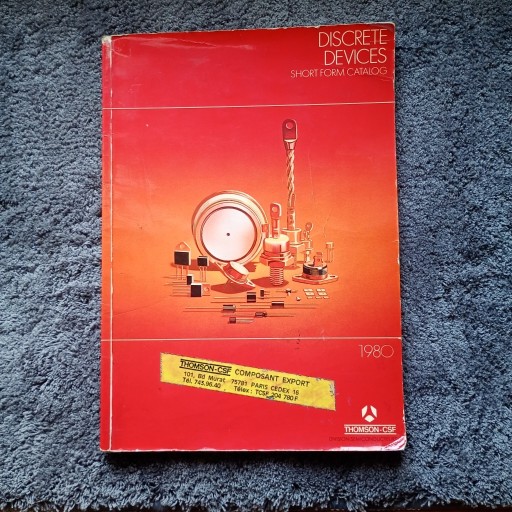 DISCRETE
DEVICES
SHORT FORM CATALOG
1980
THOMSON-CSF COMPOSANT EXPORT
101, Bd Murat, 75781 PARIS CEDEX 16
Tél. 743.96.40 Télex : TCSF 204 780 F
THOMSON-CSF